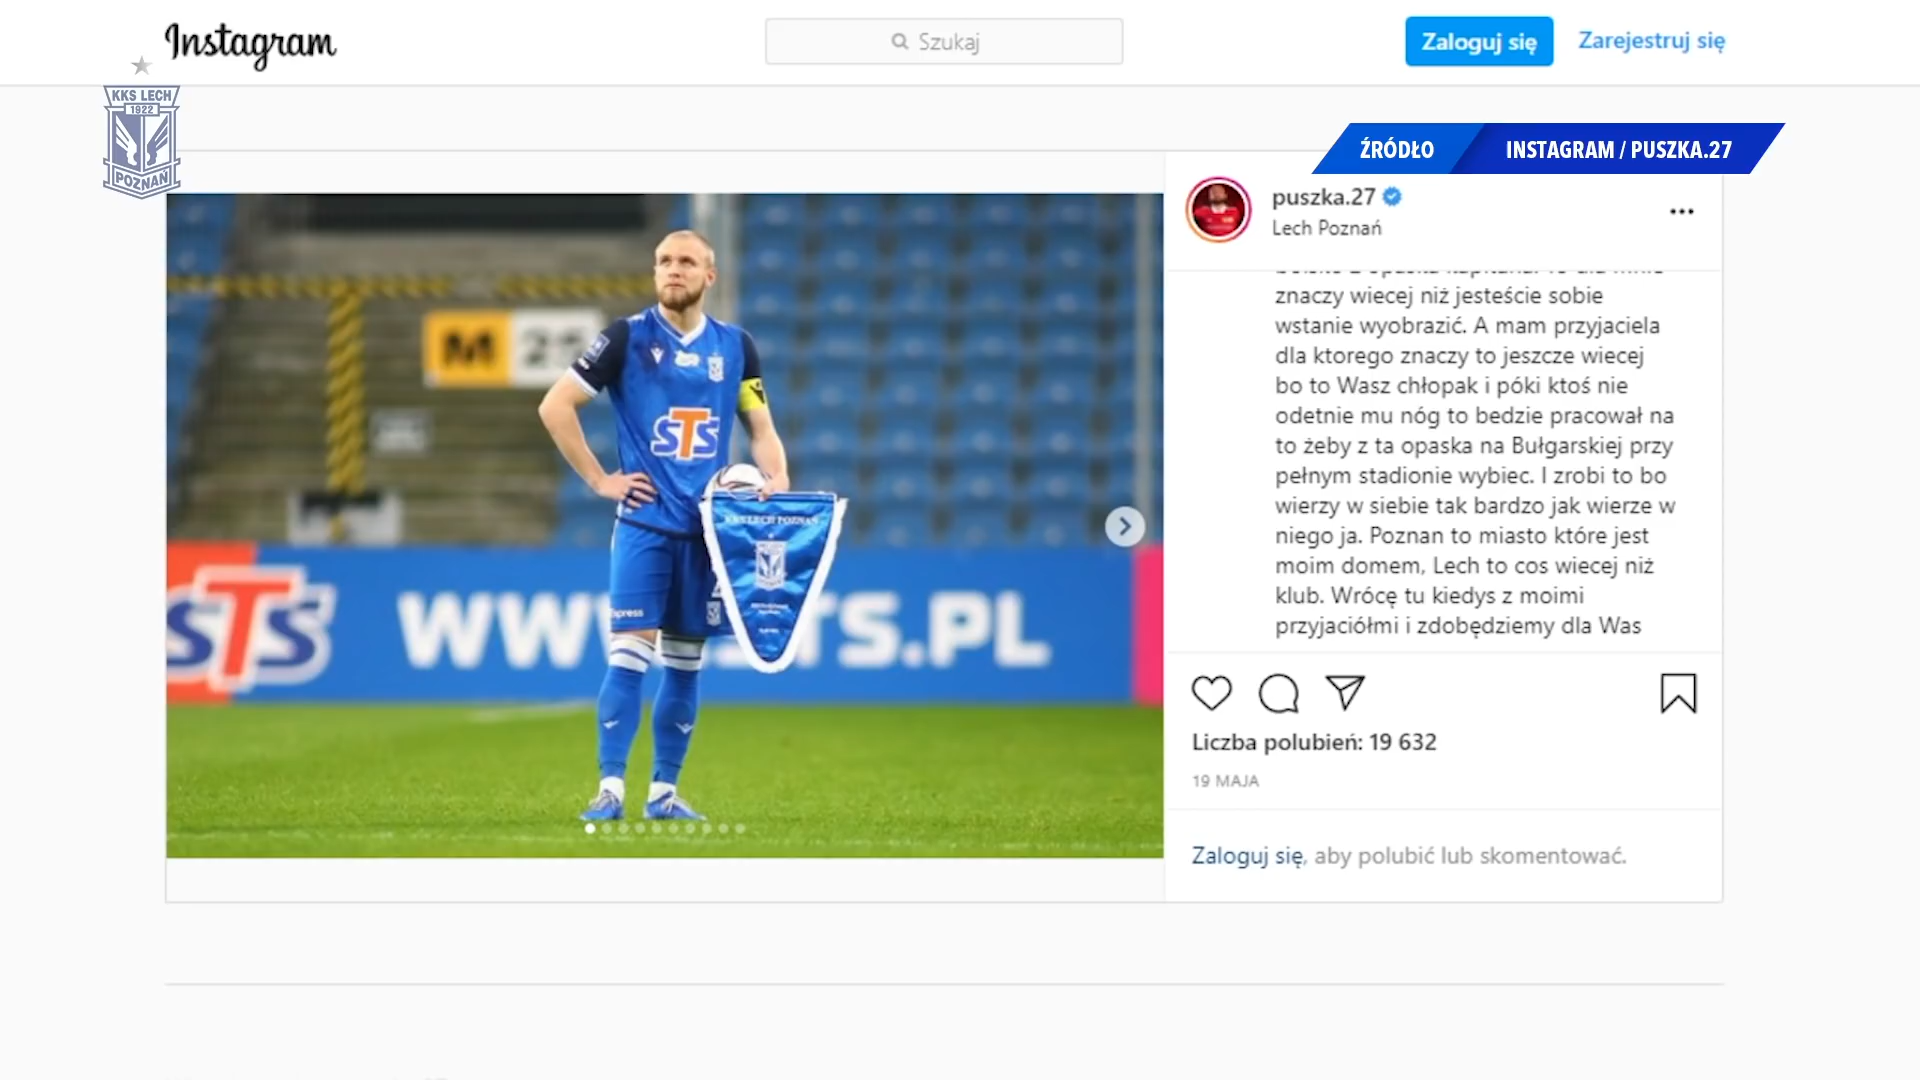 Instagram
Szukaj
Zaloguj się
Zarejestruj się
KKS LECH
1922
POZNAŃ
ŹRÓDŁO
INSTAGRAM / PUSZKA.27
puszka.27
Lech Poznań
znaczy wiecej niż jesteście sobie
wstanie wyobrazić. A mam przyjaciela
dla ktorego znaczy to jeszcze wiecej
bo to Wasz chłopak i póki ktoś nie
odetnie mu nóg to bedzie pracował na
to żeby z ta opaska na Bułgarskiej przy
pełnym stadionie wybiec. I zrobi to bo
wierzy w siebie tak bardzo jak wierze w
niego ja. Poznan to miasto które jest
moim domem, Lech to cos wiecej niż
klub. Wrócę tu kiedys z moimi
przyjaciółmi i zdobędziemy dla Was
Liczba polubień: 19 632
19 MAJA
Zaloguj się, aby polubić lub skomentować.
M
STS
KKS LECH POZNAŃ
STS